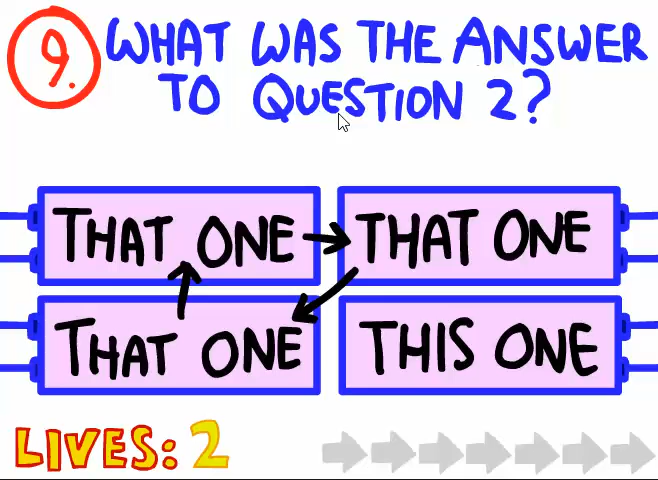 9. WHAT WAS THE ANSWER
TO QUESTION 2?
THAT ONE
THAT ONE
THAT ONE
THIS ONE
LIVES: 2